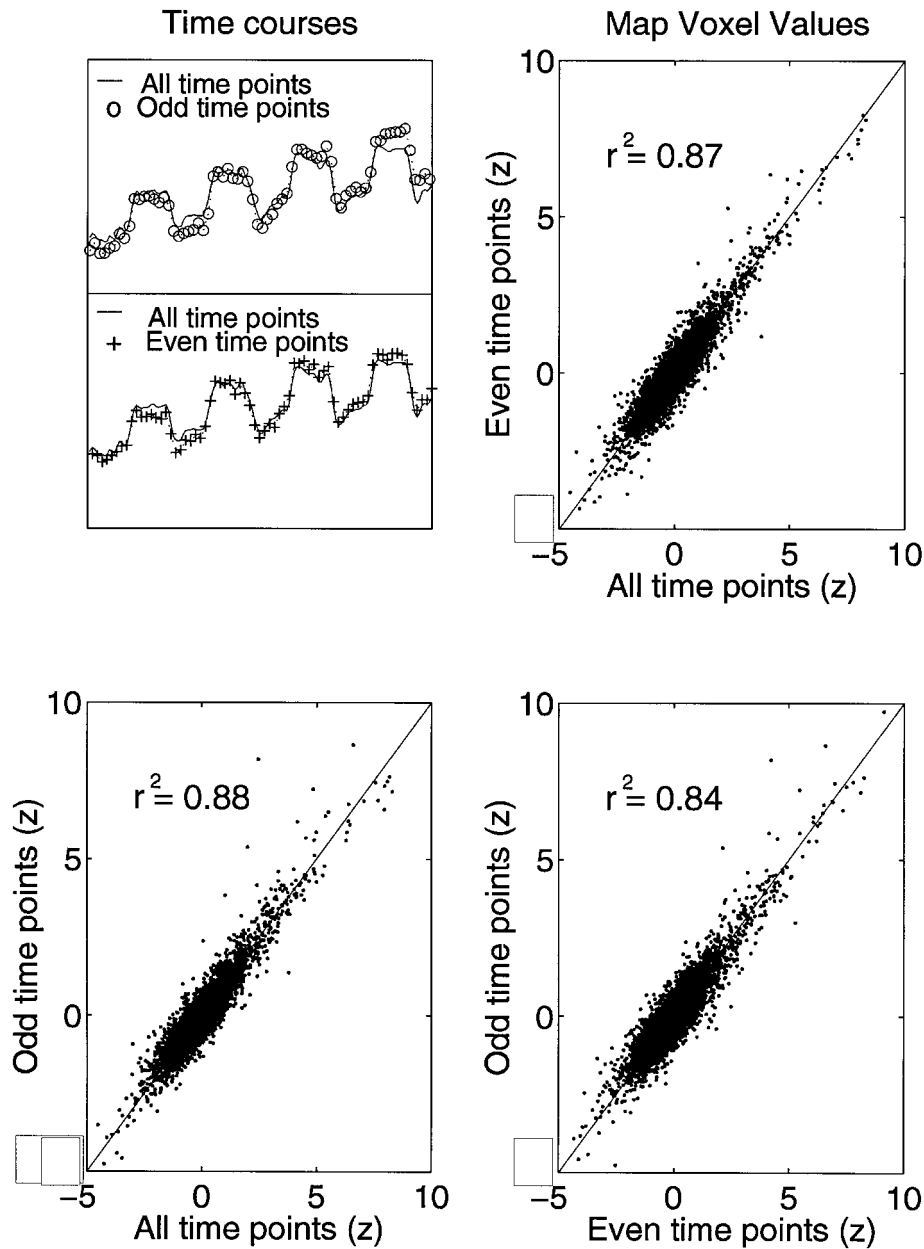 Time courses
— All time points
o Odd time points
— All time points
+ Even time points
Map Voxel Values
10
5
0
−5
r² = 0.87
Even time points (z)
0
5
10
All time points (z)
10
5
0
−5
r² = 0.88
Odd time points (z)
0
5
10
All time points (z)
10
5
0
−5
r² = 0.84
Odd time points (z)
0
5
10
Even time points (z)